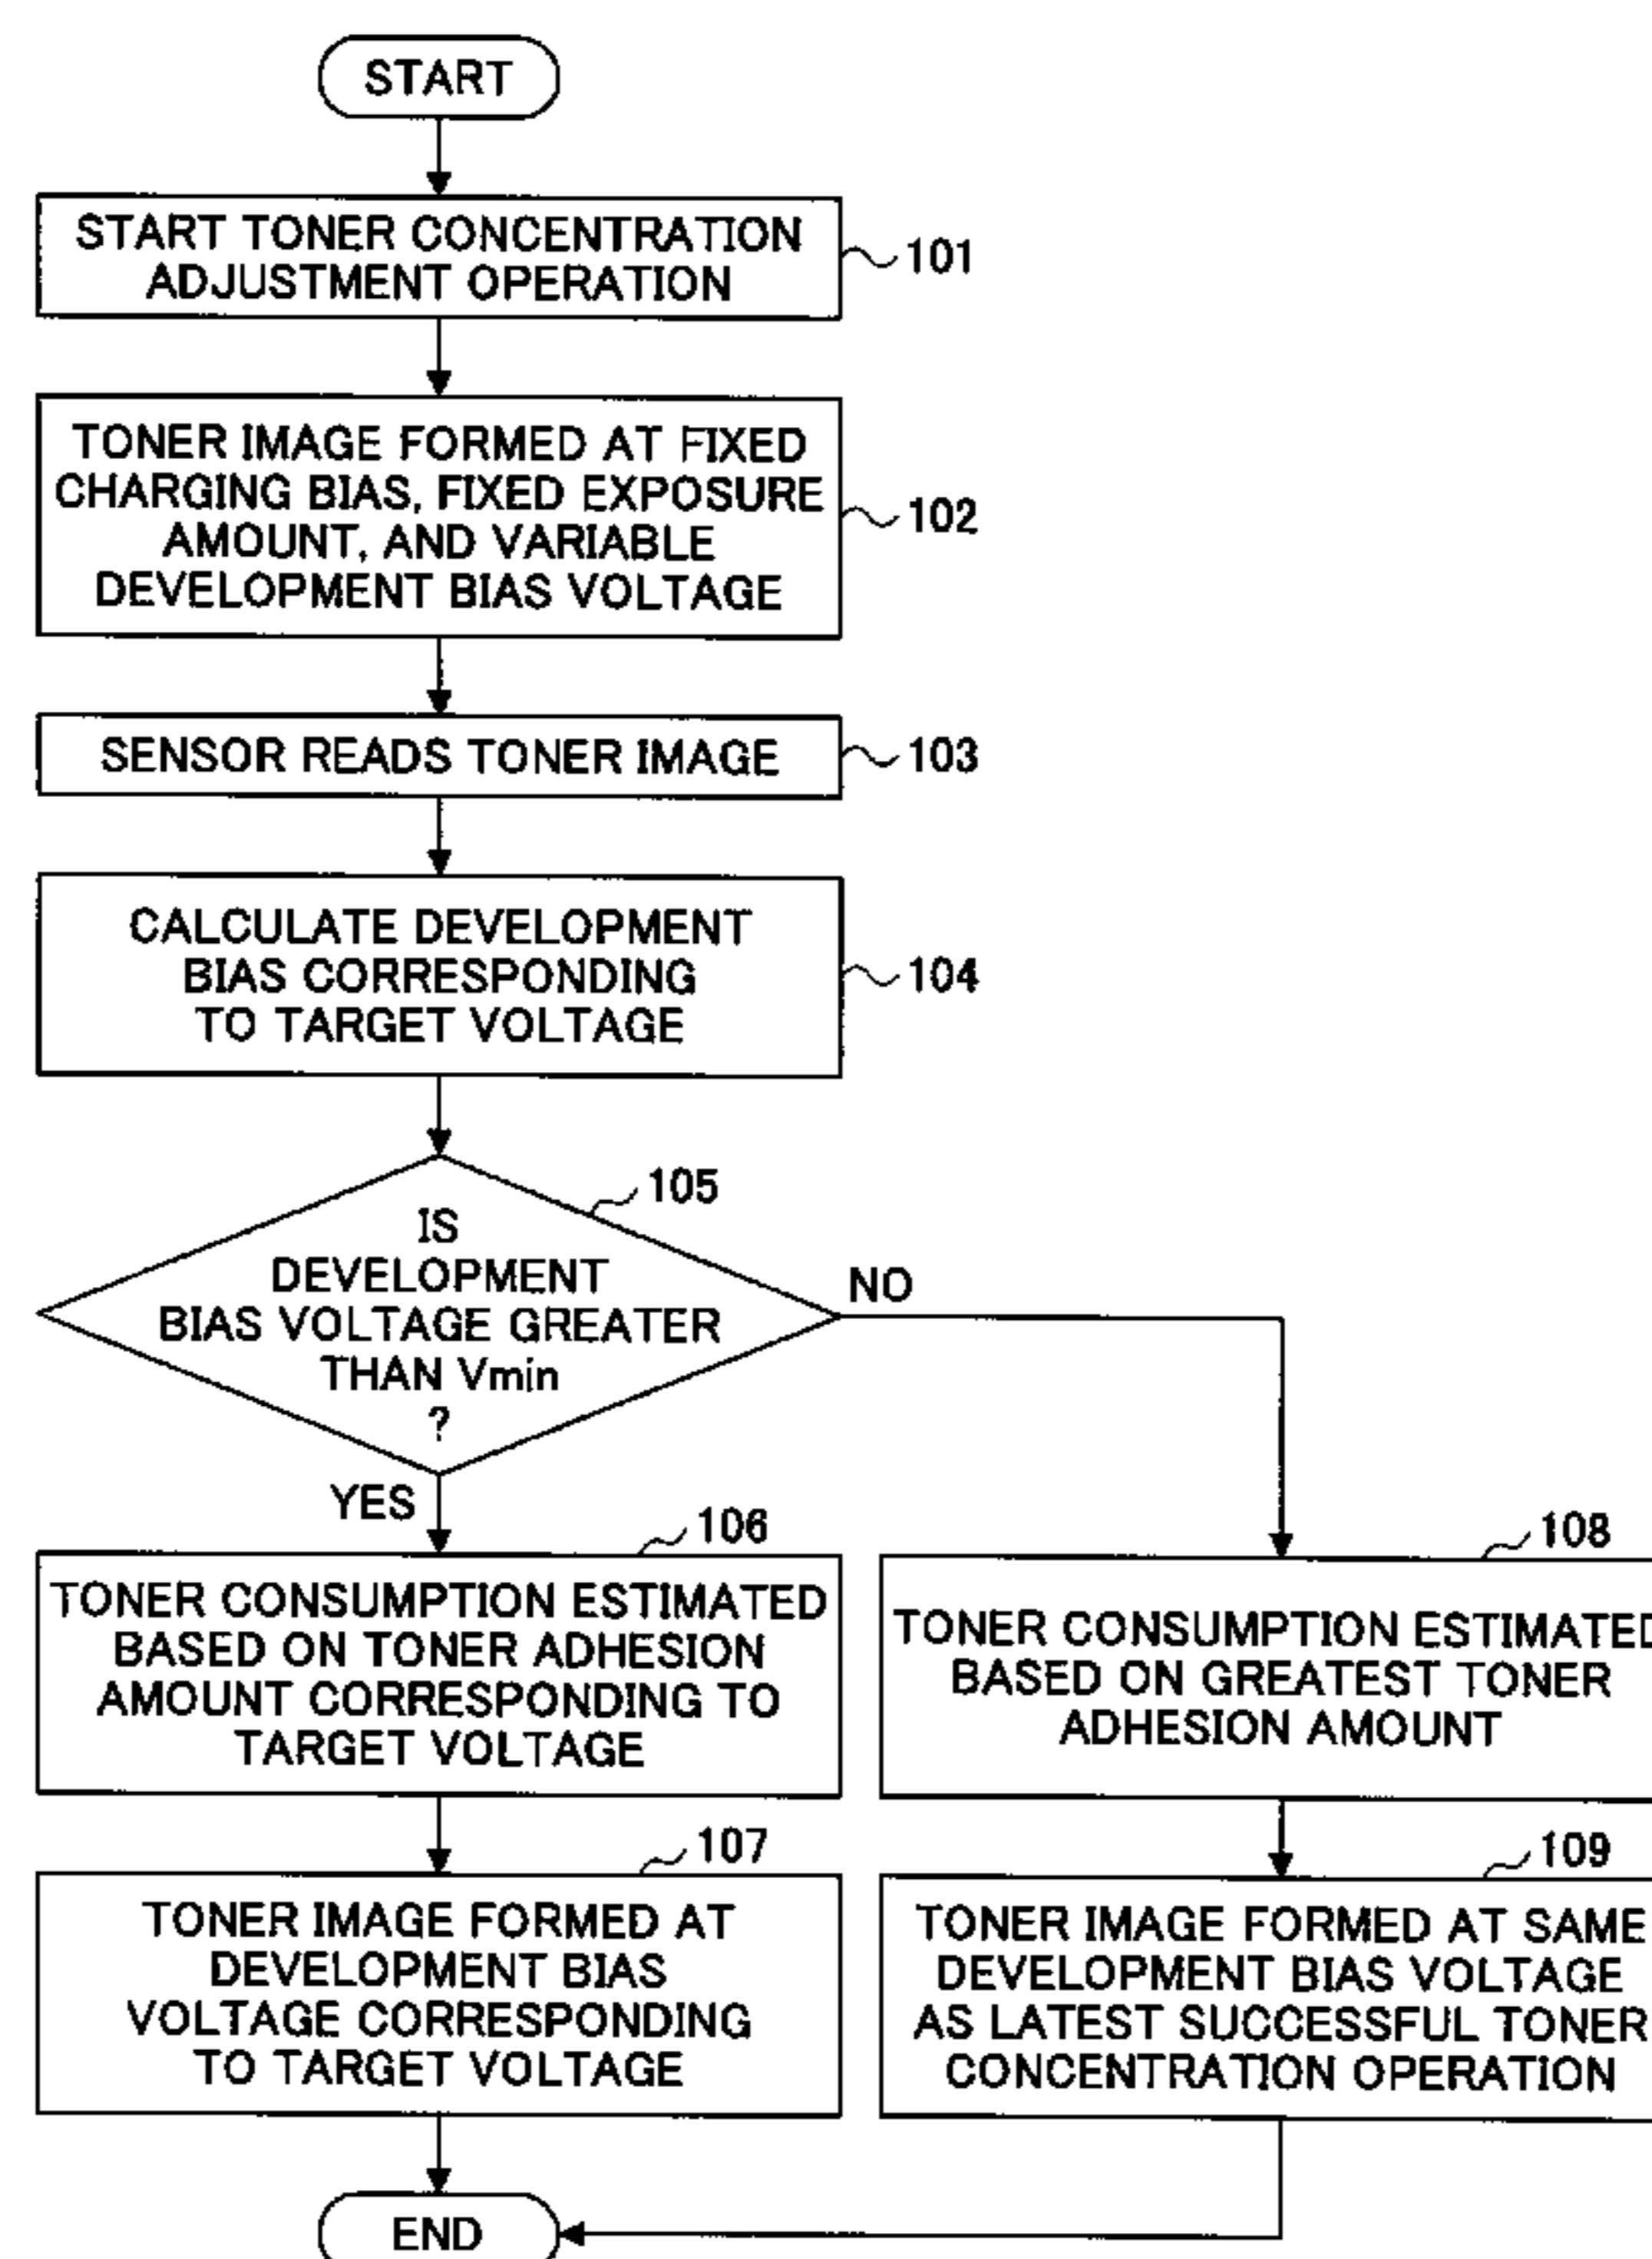 START
START TONER CONCENTRATION
ADJUSTMENT OPERATION
101
TONER IMAGE FORMED AT FIXED
CHARGING BIAS, FIXED EXPOSURE
AMOUNT, AND VARIABLE
DEVELOPMENT BIAS VOLTAGE
102
SENSOR READS TONER IMAGE
103
CALCULATE DEVELOPMENT
BIAS CORRESPONDING
TO TARGET VOLTAGE
104
105
IS
DEVELOPMENT
BIAS VOLTAGE GREATER
THAN Vmin
?
NO
YES
106
TONER CONSUMPTION ESTIMATED
BASED ON TONER ADHESION
AMOUNT CORRESPONDING TO
TARGET VOLTAGE
108
TONER CONSUMPTION ESTIMATED
BASED ON GREATEST TONER
ADHESION AMOUNT
107
TONER IMAGE FORMED AT
DEVELOPMENT BIAS
VOLTAGE CORRESPONDING
TO TARGET VOLTAGE
109
TONER IMAGE FORMED AT SAME
DEVELOPMENT BIAS VOLTAGE
AS LATEST SUCCESSFUL TONER
CONCENTRATION OPERATION
END